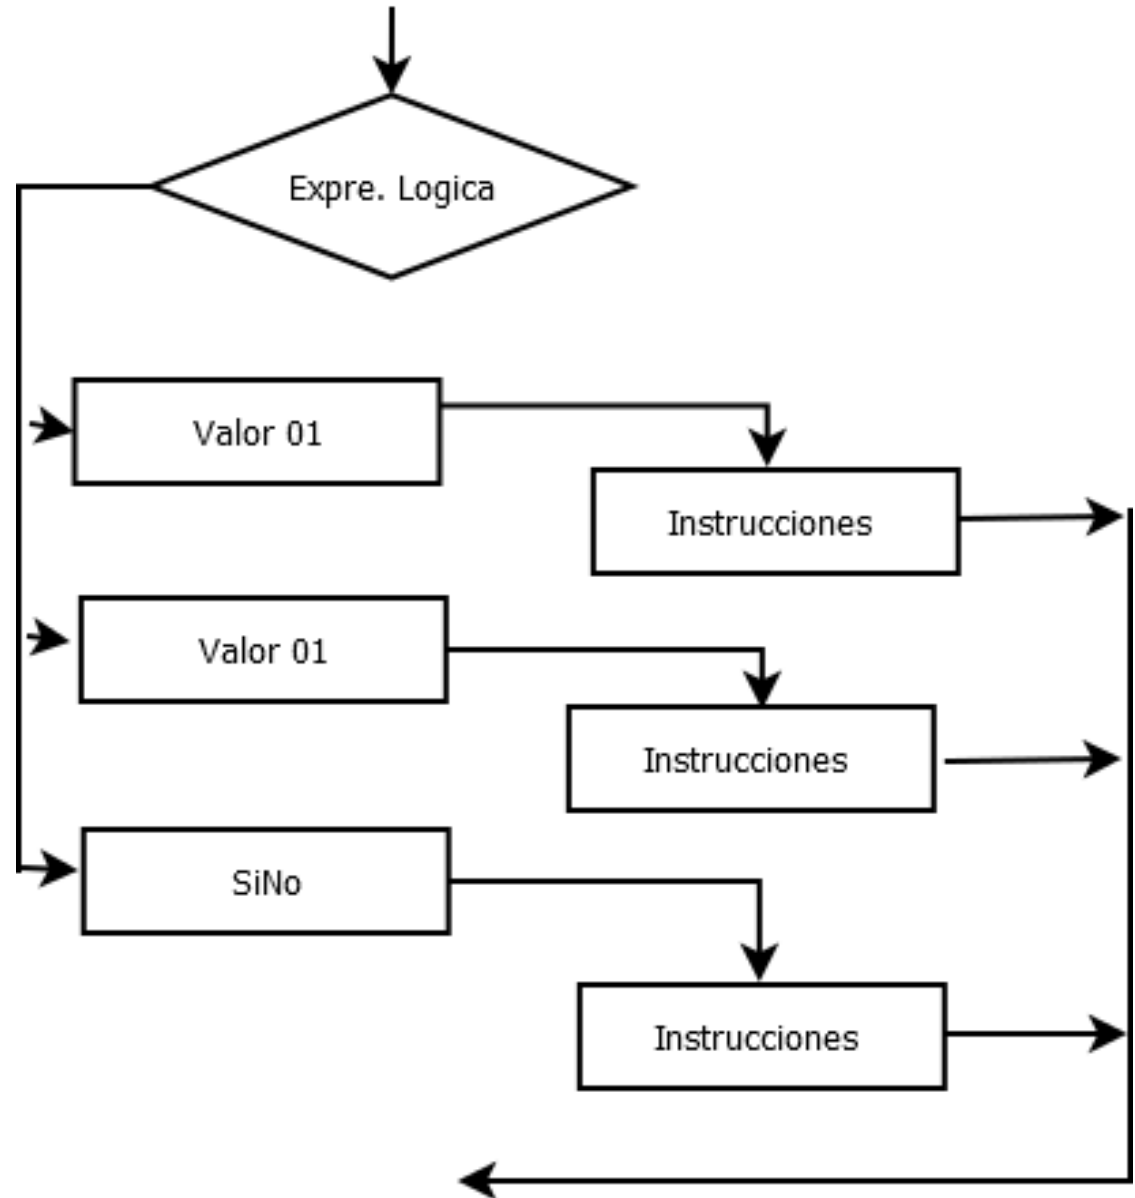 Expre. Logica
Valor 01
Instrucciones
Valor 01
Instrucciones
SiNo
Instrucciones